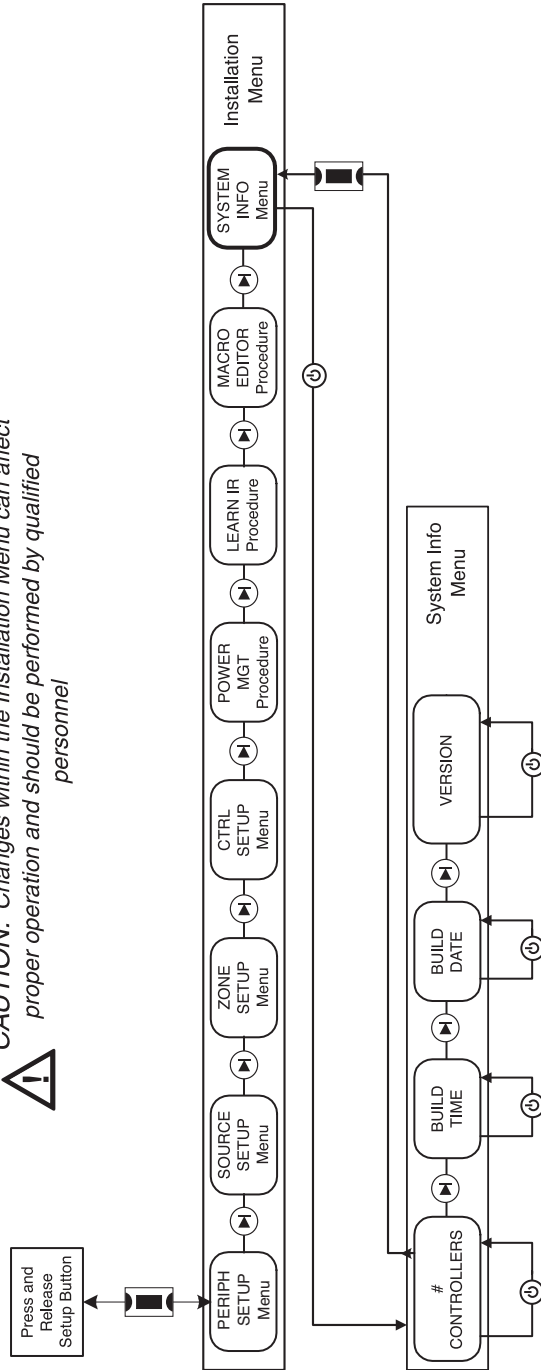 CAUTION: Changes within the Installation Menu can affect
proper operation and should be performed by qualified
personnel
Press and
Release
Setup Button
PERIPH
SETUP
Menu
SOURCE
SETUP
Menu
ZONE
SETUP
Menu
CTRL
SETUP
Menu
POWER
MGT
Procedure
LEARN IR
Procedure
MACRO
EDITOR
Procedure
SYSTEM
INFO
Menu
Installation
Menu
#
CONTROLLERS
BUILD
TIME
BUILD
DATE
VERSION
System Info
Menu